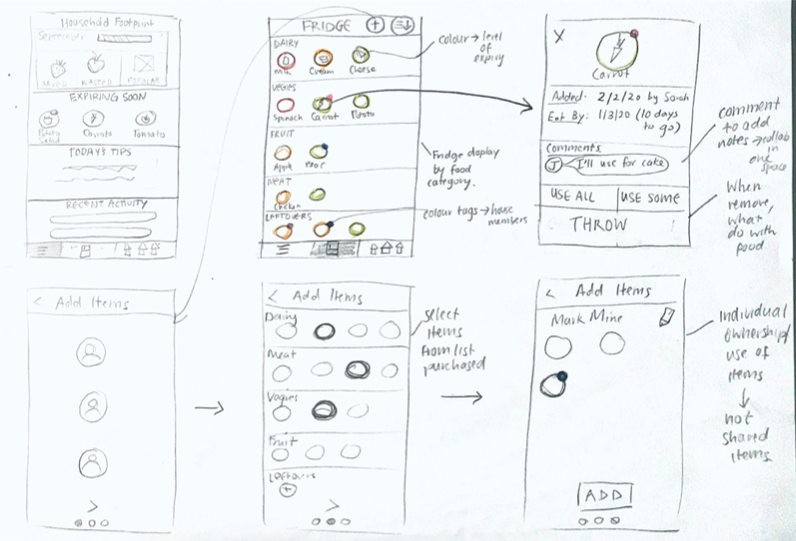 Household Footprint
September
SAVED
WASTED
POPULAR
EXPIRING SOON
Potato Salad
Carrots
Tomato
TODAY'S TIPS
RECENT ACTIVITY
FRIDGE
DAIRY
Milk
Cream
Cheese
VEGIES
Spinach
Carrot
Potato
FRUIT
Apple
Pear
MEAT
Chicken
LEFTOVERS
colour → level
of
expiry
Fridge display
by food
category.
colour tags → house
members
X
Carrot
Added: 2/2/20 by Sarah
Eat By: 1/3/20 (10 days
to go)
Comments
J
I'll use for cake
USE ALL
USE SOME
THROW
comment
to add
notes → collab
in
one
space
When
remove,
what
do with
food
< Add Items
>
< Add Items
Dairy
Meat
Vegies
Fruit
Leftovers
>
select
items
from list
purchased
< Add Items
Mark Mine
ADD
individual
ownership/
use of
items
↓
not
shared
items